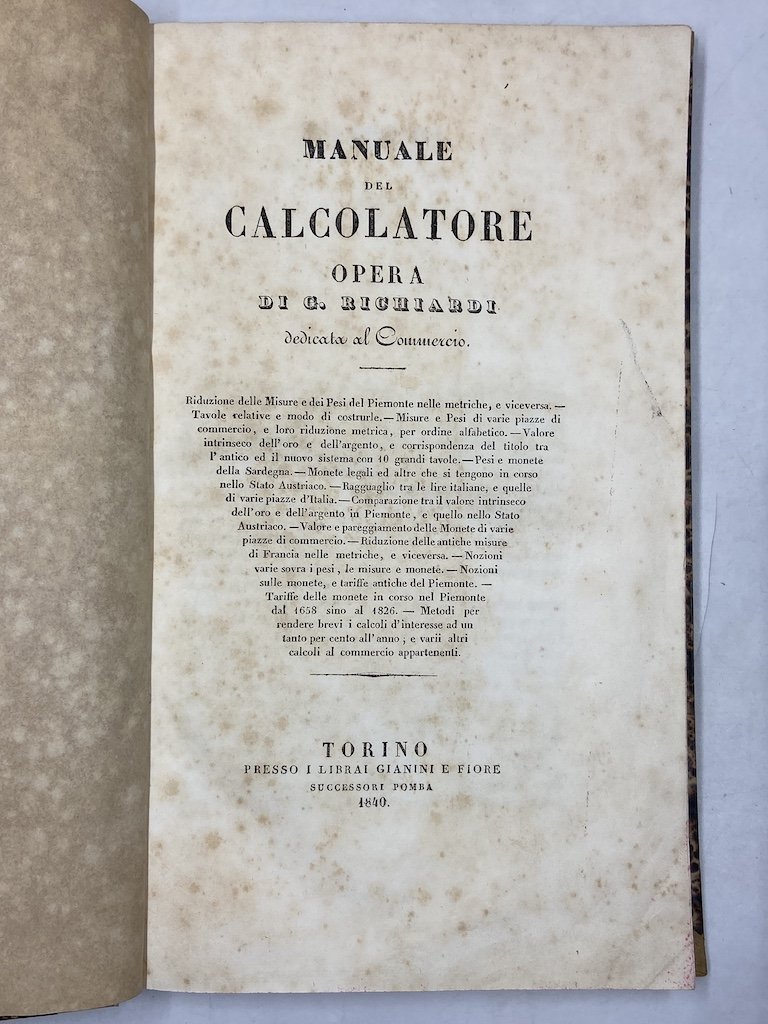 MANUALE
DEL
CALCOLATORE
OPERA
DI G. RICHIARDI
dedicata al Commercio.
Riduzione delle Misure e dei Pesi del Piemonte nelle metriche, e viceversa. —
Tavole relative e modo di costrurle. — Misure e Pesi di varie piazze di
commercio, e loro riduzione metrica, per ordine alfabetico. — Valore
intrinseco dell'oro e dell'argento, e corrispondenza del titolo tra
l'antico ed il nuovo sistema con 10 grandi tavole. — Pesi e monete
della Sardegna. — Monete legali ed altre che si tengono in corso
nello Stato Austriaco. — Ragguaglio tra le lire italiane, e quelle
di varie piazze d'Italia. — Comparazione tra il valore intrinseco
dell'oro e dell'argento in Piemonte, e quello nello Stato
Austriaco. — Valore e pareggiamento delle Monete di varie
piazze di commercio. — Riduzione delle antiche misure
di Francia nelle metriche, e viceversa. — Nozioni
varie sovra i pesi, le misure e monete. — Nozioni
sulle monete, e tariffe antiche del Piemonte. —
Tariffe delle monete in corso nel Piemonte
dal 1658 sino al 1826. — Metodi per
rendere brevi i calcoli d'interesse ad un
tanto per cento all'anno; e varii altri
calcoli al commercio appartenenti.
TORINO
PRESSO I LIBRAI GIANINI E FIORE
SUCCESSORI POMBA
1840.